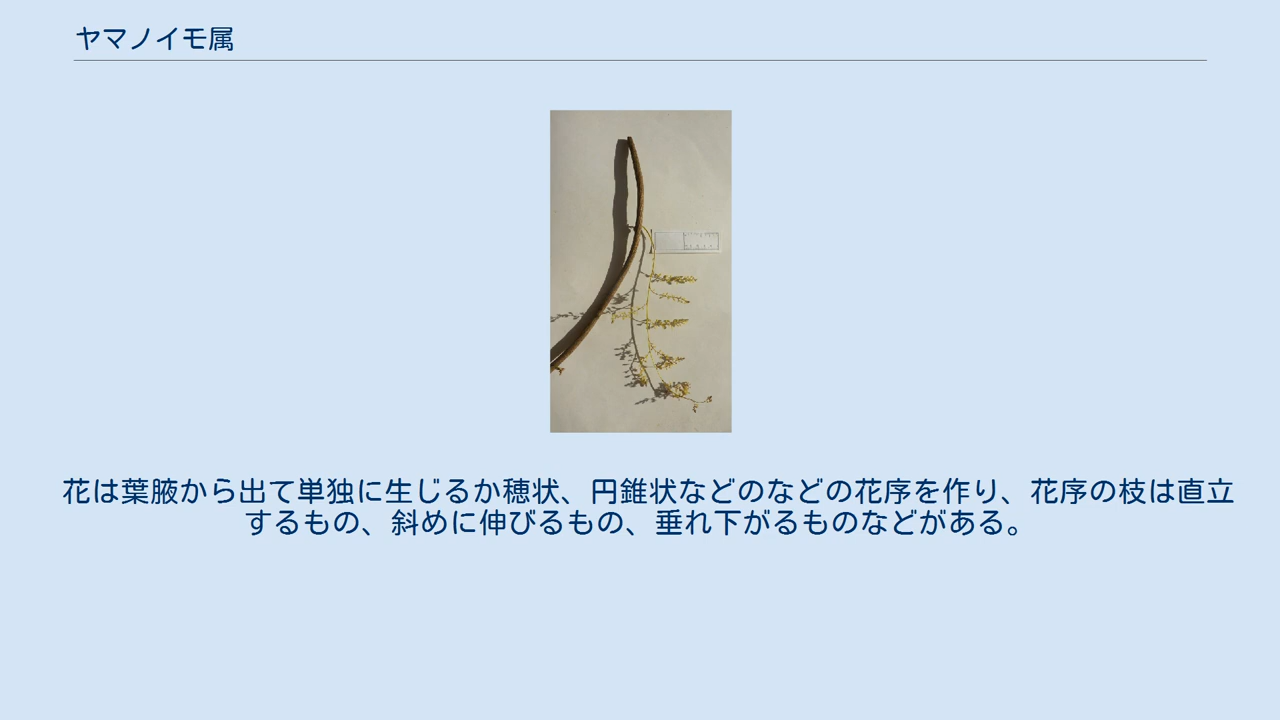 ヤマノイモ属
花は葉腋から出て単独に生じるか穂状、円錐状などのなどの花序を作り、花序の枝は直立
するもの、斜めに伸びるもの、垂れ下がるものなどがある。